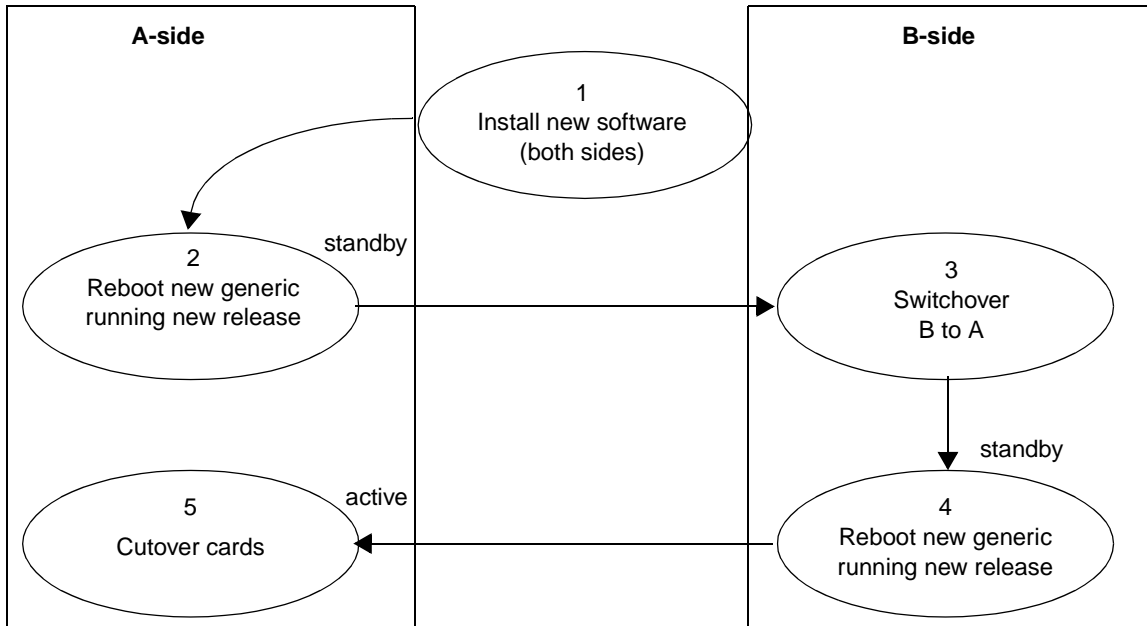 A-side
B-side
1
Install new software
(both sides)
standby
2
Reboot new generic
running new release
3
Switchover
B to A
standby
4
Reboot new generic
running new release
active
5
Cutover cards